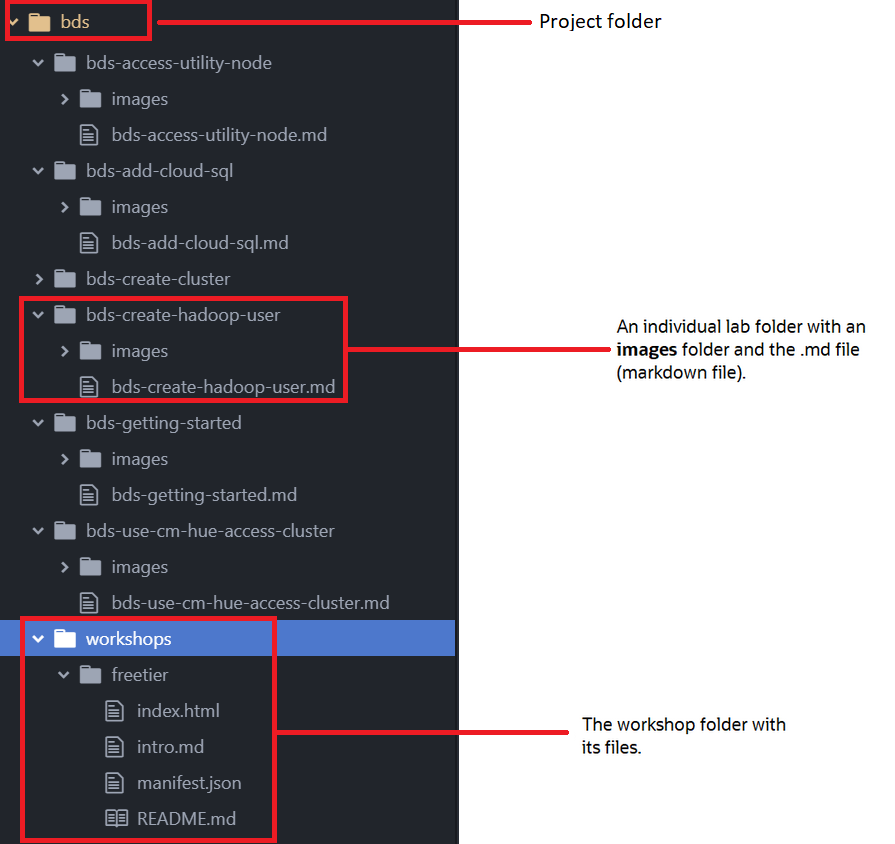 bds
Project folder
bds-access-utility-node
images
bds-access-utility-node.md
bds-add-cloud-sql
images
bds-add-cloud-sql.md
bds-create-cluster
bds-create-hadoop-user
images
bds-create-hadoop-user.md
An individual lab folder with an
images folder and the .md file
(markdown file).
bds-getting-started
images
bds-getting-started.md
bds-use-cm-hue-access-cluster
images
bds-use-cm-hue-access-cluster.md
workshops
freetier
index.html
intro.md
manifest.json
README.md
The workshop folder with
its files.